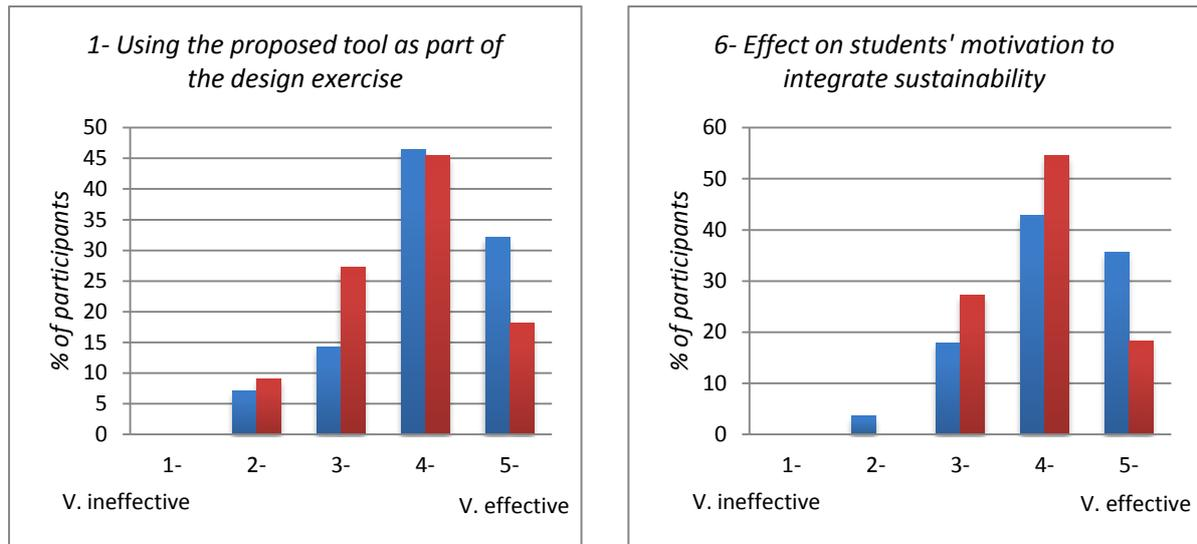 1- Using the proposed tool as part of
the design exercise
50
45
40
35
30
25
20
15
10
5
0
% of participants
1-
2-
3-
4-
5-
V. ineffective
V. effective
6- Effect on students' motivation to
integrate sustainability
60
50
40
30
20
10
0
% of participants
1-
2-
3-
4-
5-
V. ineffective
V. effective